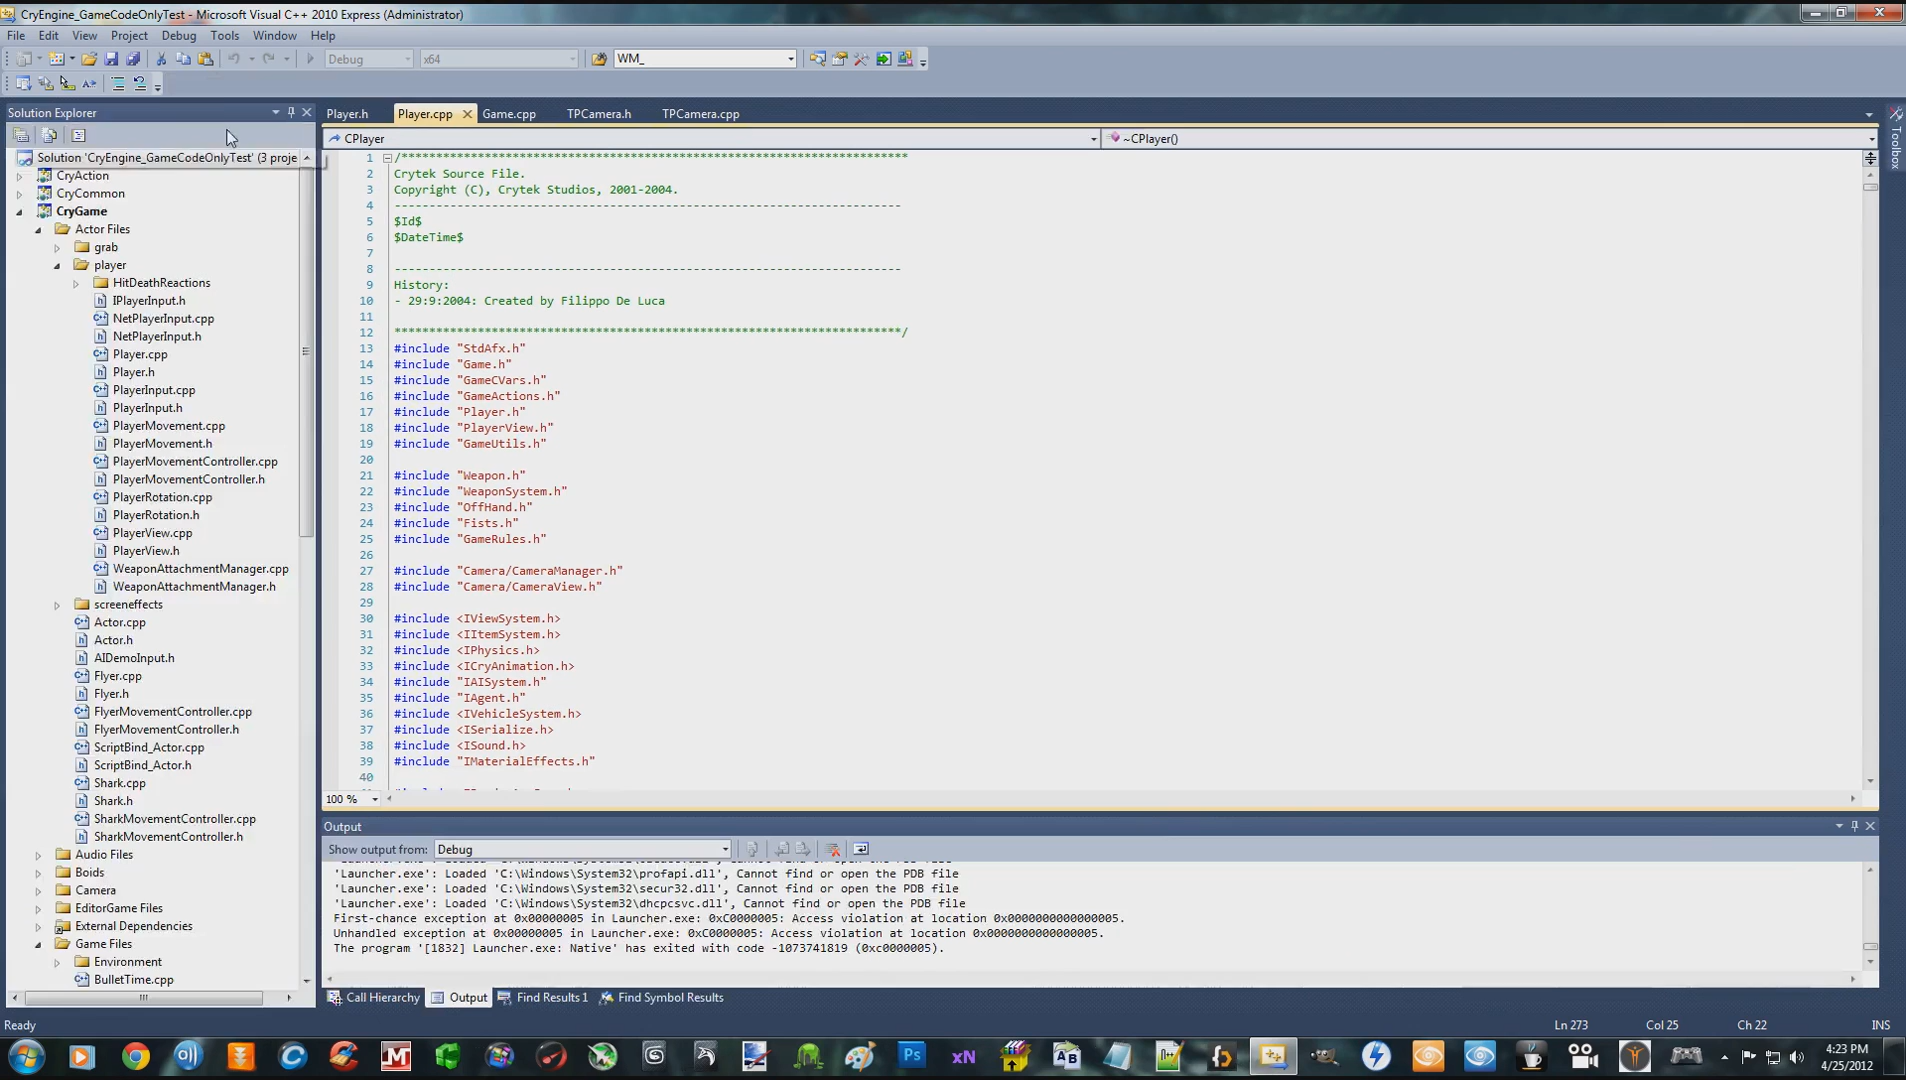 CryEngine_GameCodeOnlyTest - Microsoft Visual C++ 2010 Express (Administrator)
File Edit View Project Debug Tools Window Help
Debug x64 WM_
Solution Explorer
Player.h Player.cpp Game.cpp TPCamera.h TPCamera.cpp
CPlayer ~CPlayer()
Toolbox
Solution 'CryEngine_GameCodeOnlyTest' (3 proje
CryAction
CryCommon
CryGame
Actor Files
grab
player
HitDeathReactions
IPlayerInput.h
NetPlayerInput.cpp
NetPlayerInput.h
Player.cpp
Player.h
PlayerInput.cpp
PlayerInput.h
PlayerMovement.cpp
PlayerMovement.h
PlayerMovementController.cpp
PlayerMovementController.h
PlayerRotation.cpp
PlayerRotation.h
PlayerView.cpp
PlayerView.h
WeaponAttachmentManager.cpp
WeaponAttachmentManager.h
screeneffects
Actor.cpp
Actor.h
AIDemoInput.h
Flyer.cpp
Flyer.h
FlyerMovementController.cpp
FlyerMovementController.h
ScriptBind_Actor.cpp
ScriptBind_Actor.h
Shark.cpp
Shark.h
SharkMovementController.cpp
SharkMovementController.h
Audio Files
Boids
Camera
EditorGame Files
External Dependencies
Game Files
Environment
BulletTime.cpp
1 /*************************************************************************
2 Crytek Source File.
3 Copyright (C), Crytek Studios, 2001-2004.
4 -------------------------------------------------------------------------
5 $Id$
6 $DateTime$
7
8 -------------------------------------------------------------------------
9 History:
10 - 29:9:2004: Created by Filippo De Luca
11
12 *************************************************************************/
13 #include "StdAfx.h"
14 #include "Game.h"
15 #include "GameCVars.h"
16 #include "GameActions.h"
17 #include "Player.h"
18 #include "PlayerView.h"
19 #include "GameUtils.h"
20
21 #include "Weapon.h"
22 #include "WeaponSystem.h"
23 #include "OffHand.h"
24 #include "Fists.h"
25 #include "GameRules.h"
26
27 #include "Camera/CameraManager.h"
28 #include "Camera/CameraView.h"
29
30 #include <IViewSystem.h>
31 #include <IItemSystem.h>
32 #include <IPhysics.h>
33 #include <ICryAnimation.h>
34 #include "IAISystem.h"
35 #include "IAgent.h"
36 #include <IVehicleSystem.h>
37 #include <ISerialize.h>
38 #include <ISound.h>
39 #include "IMaterialEffects.h"
40
100 %
Output
Show output from: Debug
'Launcher.exe': Loaded 'C:\Windows\System32\profapi.dll', Cannot find or open the PDB file
'Launcher.exe': Loaded 'C:\Windows\System32\secur32.dll', Cannot find or open the PDB file
'Launcher.exe': Loaded 'C:\Windows\System32\dhcpcsvc.dll', Cannot find or open the PDB file
First-chance exception at 0x00000005 in Launcher.exe: 0xC0000005: Access violation at location 0x0000000000000005.
Unhandled exception at 0x00000005 in Launcher.exe: 0xC0000005: Access violation at location 0x0000000000000005.
The program '[1832] Launcher.exe: Native' has exited with code -1073741819 (0xc0000005).
Call Hierarchy Output Find Results 1 Find Symbol Results
Ready Ln 273 Col 25 Ch 22 INS
Ps xN 4:23 PM
4/25/2012